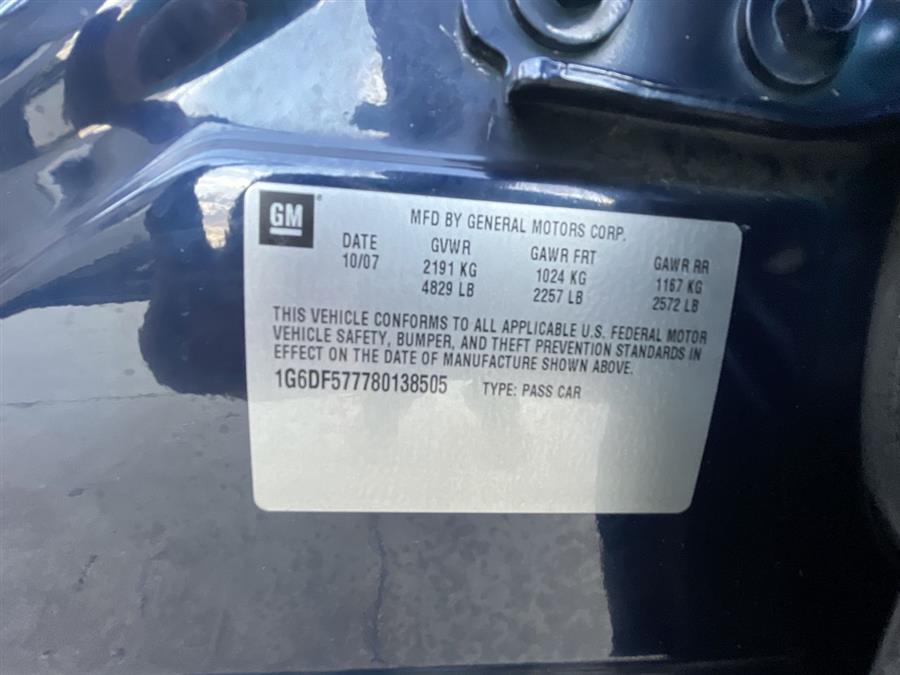 GM
MFD BY GENERAL MOTORS CORP.
DATE GVWR GAWR FRT GAWR RR
10/07 2191 KG 1024 KG 1167 KG
4829 LB 2257 LB 2572 LB
THIS VEHICLE CONFORMS TO ALL APPLICABLE U.S. FEDERAL MOTOR
VEHICLE SAFETY, BUMPER, AND THEFT PREVENTION STANDARDS IN
EFFECT ON THE DATE OF MANUFACTURE SHOWN ABOVE.
1G6DF577780138505 TYPE: PASS CAR